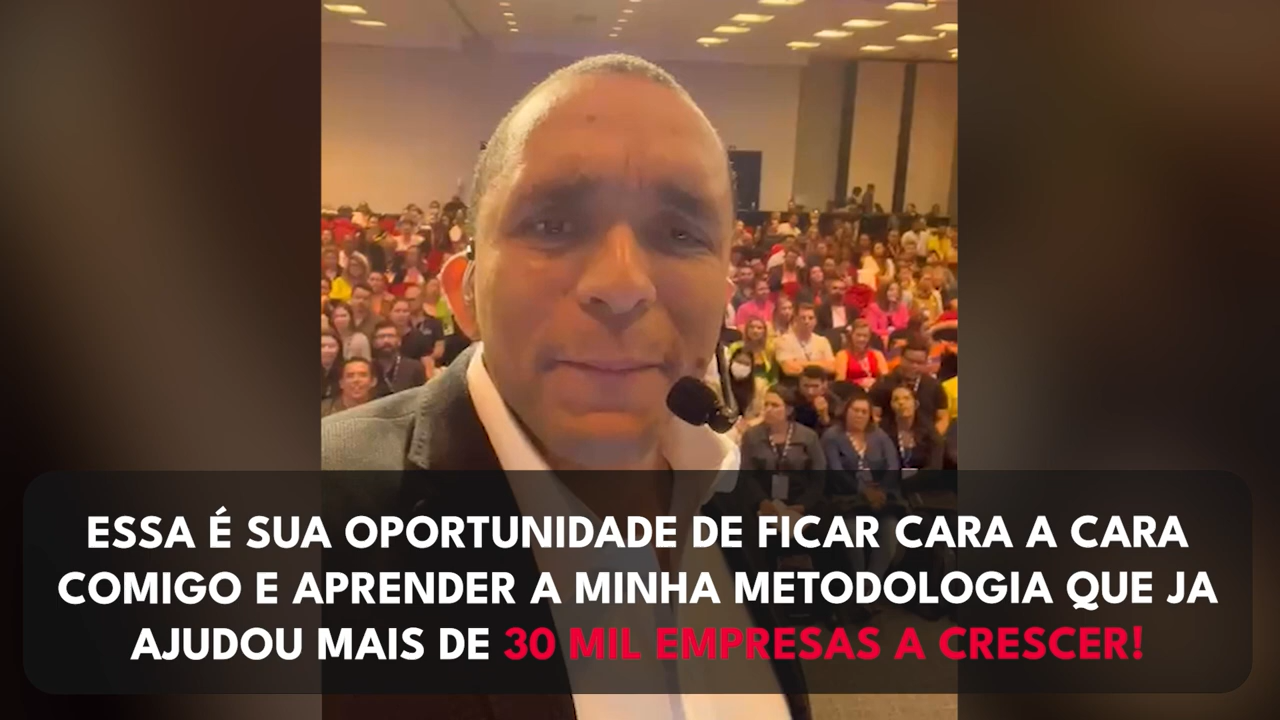 ESSA É SUA OPORTUNIDADE DE FICAR CARA A CARA
COMIGO E APRENDER A MINHA METODOLOGIA QUE JA
AJUDOU MAIS DE 30 MIL EMPRESAS A CRESCER!